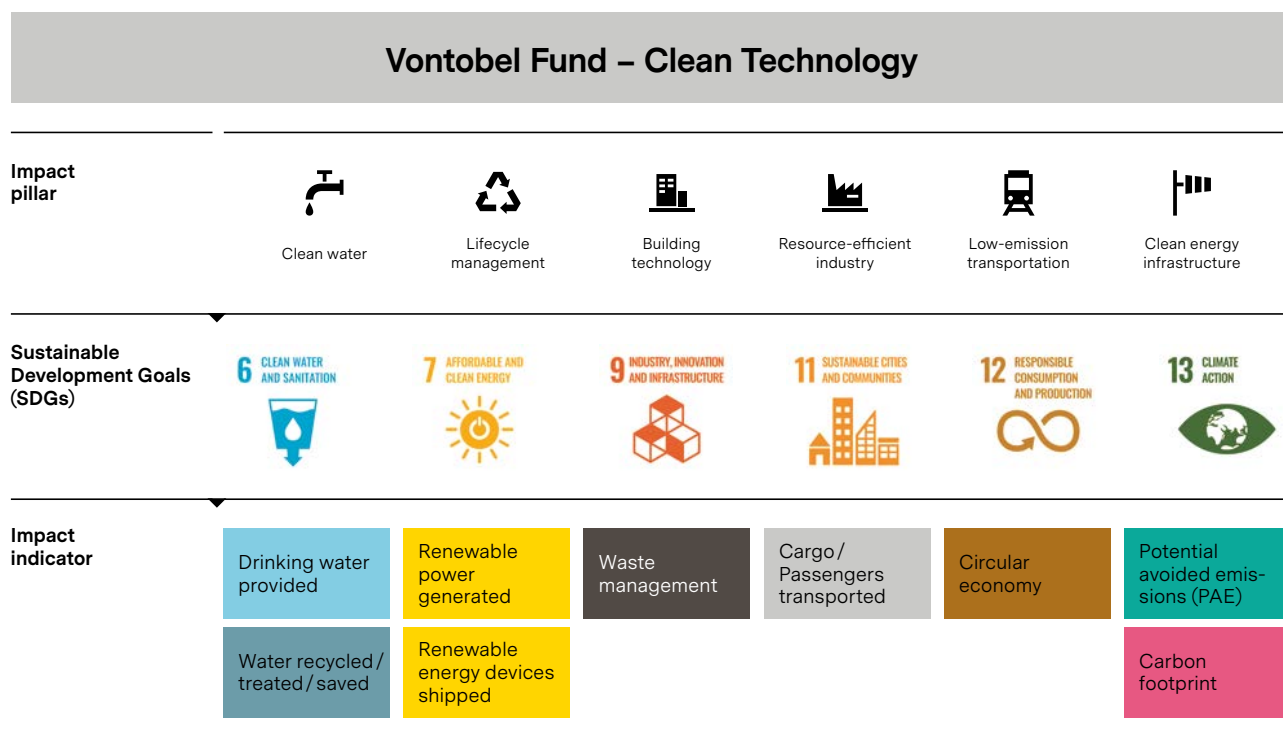 Vontobel Fund – Clean Technology
Impact
pillar
Clean water
Lifecycle
management
Building
technology
Resource-efficient
industry
Low-emission
transportation
Clean energy
infrastructure
Sustainable
Development Goals
(SDGs)
6 CLEAN WATER
AND SANITATION
7 AFFORDABLE AND
CLEAN ENERGY
9 INDUSTRY, INNOVATION
AND INFRASTRUCTURE
11 SUSTAINABLE CITIES
AND COMMUNITIES
12 RESPONSIBLE
CONSUMPTION
AND PRODUCTION
13 CLIMATE
ACTION
Impact
indicator
Drinking water
provided
Renewable
power
generated
Waste
management
Cargo/
Passengers
transported
Circular
economy
Potential
avoided emis-
sions (PAE)
Water recycled/
treated/saved
Renewable
energy devices
shipped
Carbon
footprint